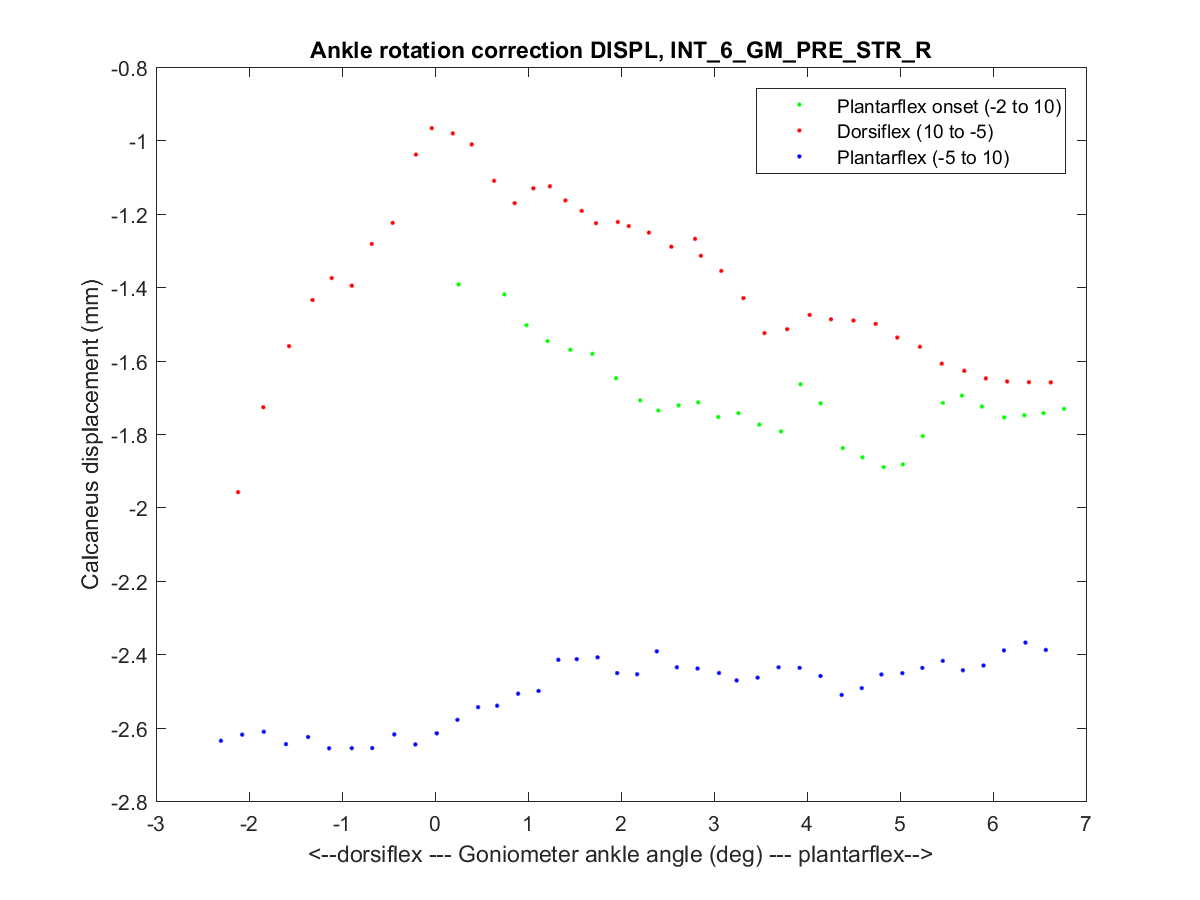 Ankle rotation correction DISPL, INT_6_GM_PRE_STR_R
Plantarflex onset (-2 to 10)
Dorsiflex (10 to -5)
Plantarflex (-5 to 10)
Calcaneus displacement (mm)
-0.8
-1
-1.2
-1.4
-1.6
-1.8
-2
-2.2
-2.4
-2.6
-2.8
-3 -2 -1 0 1 2 3 4 5 6 7
<--dorsiflex --- Goniometer ankle angle (deg) --- plantarflex-->